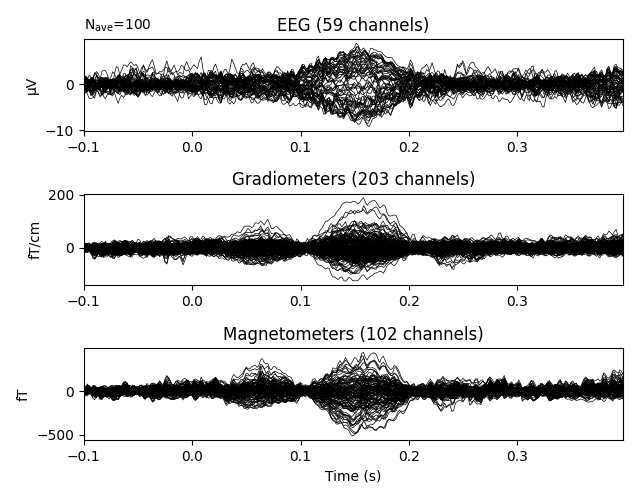 N_ave=100
EEG (59 channels)
μV
0
−10
−0.1 0.0 0.1 0.2 0.3
Gradiometers (203 channels)
fT/cm
200
0
−0.1 0.0 0.1 0.2 0.3
Magnetometers (102 channels)
fT
0
−500
−0.1 0.0 0.1 0.2 0.3
Time (s)